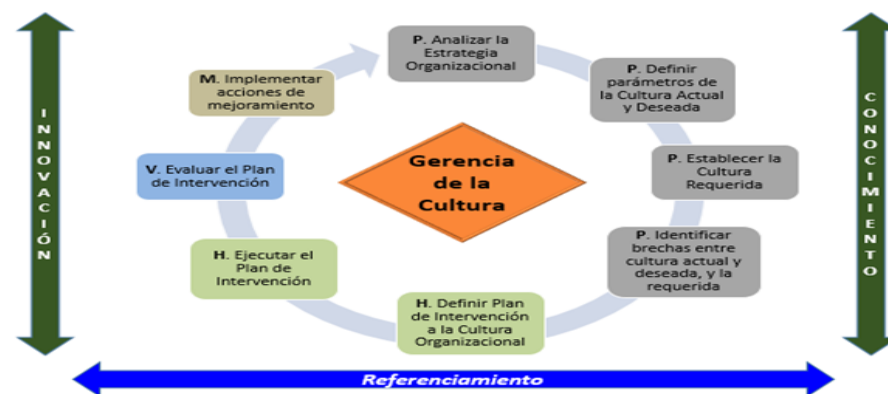 INNOVACIÓN
P. Analizar la
Estrategia
Organizacional
P. Definir
parámetros de
la Cultura Actual
y Deseada
P. Establecer la
Cultura
Requerida
P. Identificar
brechas entre
cultura actual y
deseada, y la
requerida
H. Definir Plan
de Intervención
a la Cultura
Organizacional
H. Ejecutar el
Plan de
Intervención
V. Evaluar el Plan
de Intervención
M. Implementar
acciones de
mejoramiento
Gerencia
de la
Cultura
CONOCIMIENTO
Referenciamiento